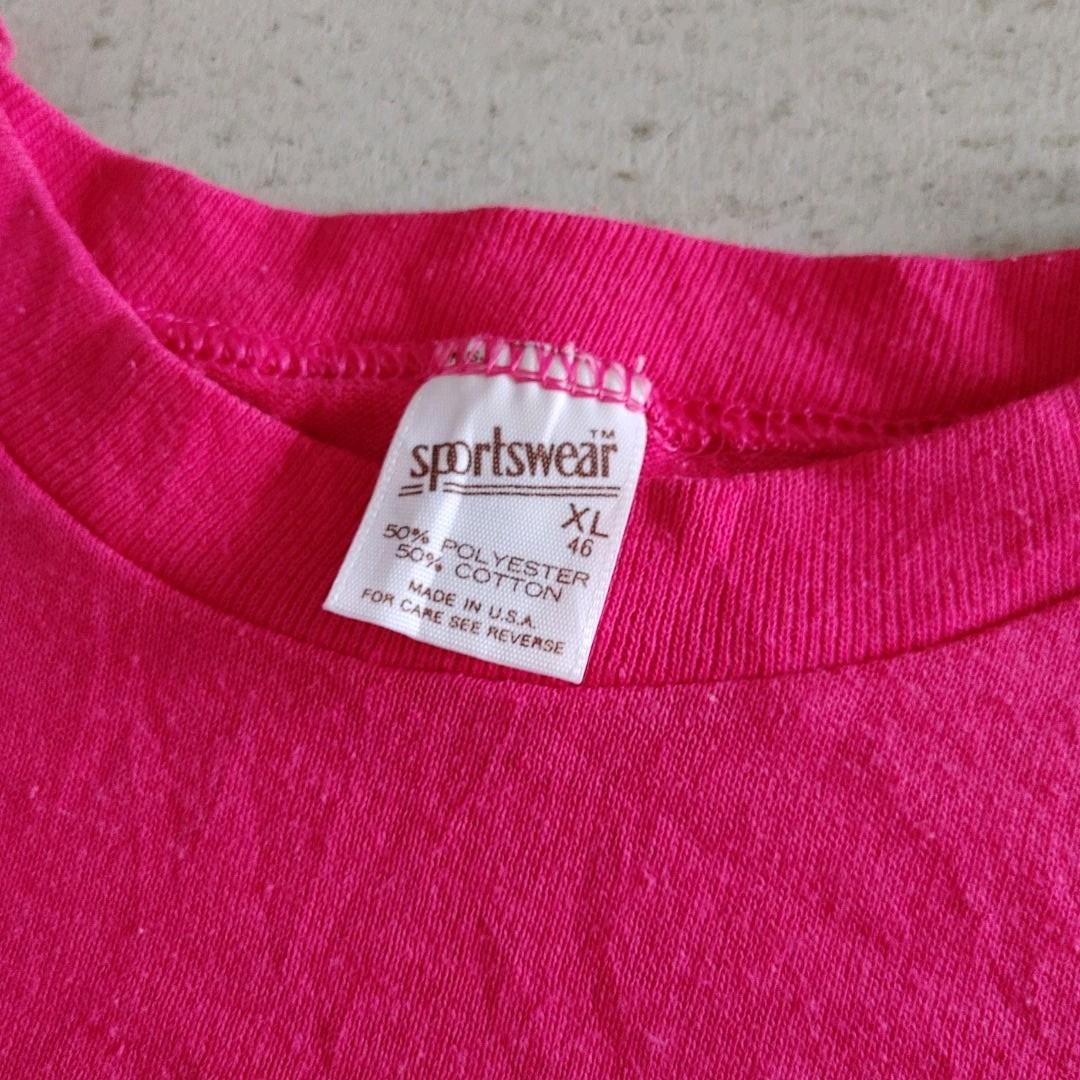 sportswear™
XL
46
50% POLYESTER
50% COTTON
MADE IN U.S.A.
FOR CARE SEE REVERSE